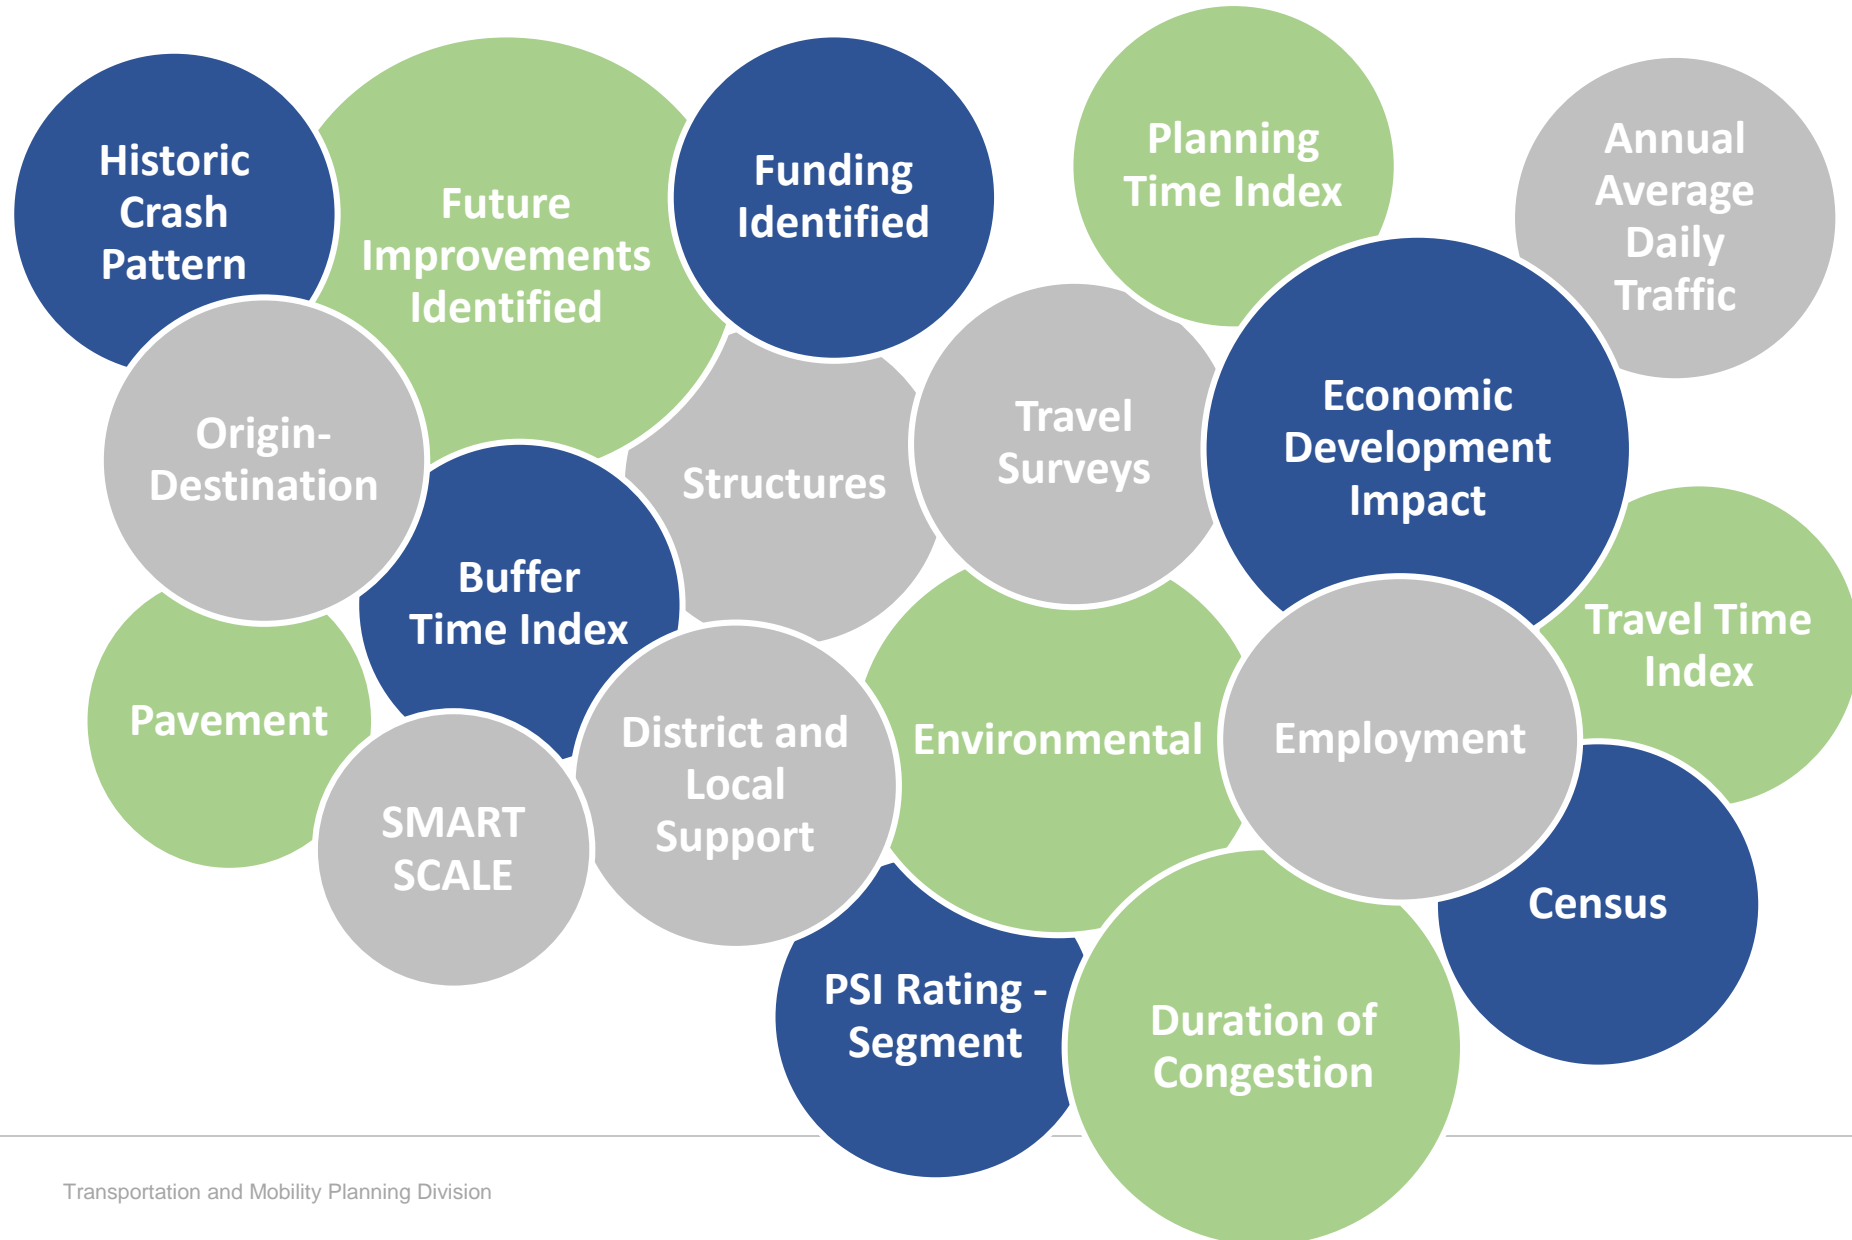 Historic
Crash
Pattern
Future
Improvements
Identified
Funding
Identified
Planning
Time Index
Annual
Average
Daily
Traffic
Origin-
Destination
Structures
Travel
Surveys
Economic
Development
Impact
Buffer
Time Index
Travel Time
Index
Pavement
District and
Local
Support
Environmental
Employment
SMART
SCALE
Census
PSI Rating -
Segment
Duration of
Congestion
Transportation and Mobility Planning Division